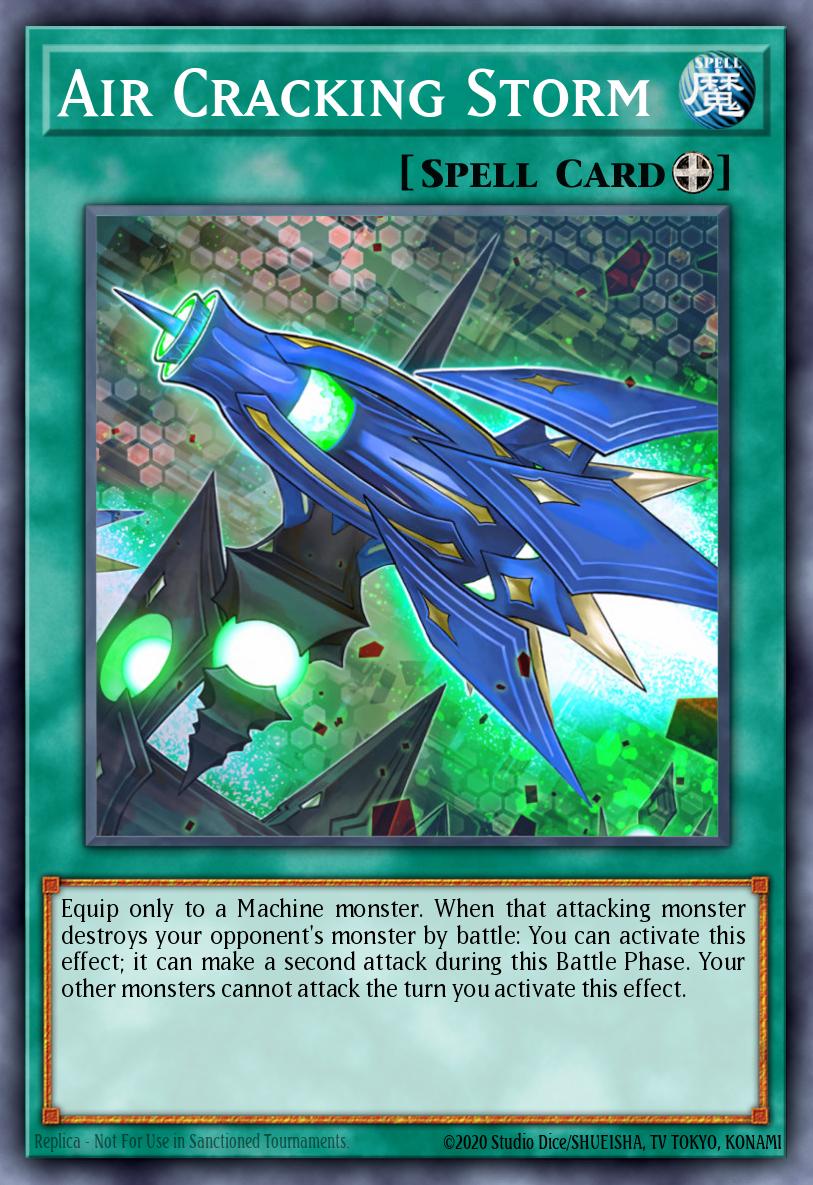 AIR CRACKING STORM
SPELL
魔
[SPELL CARD]
Equip only to a Machine monster. When that attacking monster
destroys your opponent's monster by battle: You can activate this
effect; it can make a second attack during this Battle Phase. Your
other monsters cannot attack the turn you activate this effect.
Replica - Not For Use in Sanctioned Tournaments.
©2020 Studio Dice/SHUEISHA, TV TOKYO, KONAMI